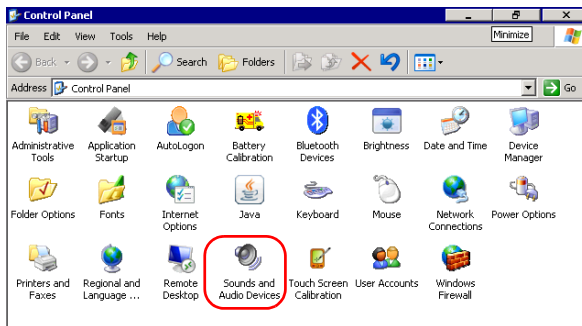 Control Panel
File Edit View Tools Help
Minimize
Back Search Folders
Address Control Panel Go
Administrative Tools
Application Startup
AutoLogon
Battery Calibration
Bluetooth Devices
Brightness
Date and Time
Device Manager
Folder Options
Fonts
Internet Options
Java
Keyboard
Mouse
Network Connections
Power Options
Printers and Faxes
Regional and Language ...
Remote Desktop
Sounds and Audio Devices
Touch Screen Calibration
User Accounts
Windows Firewall